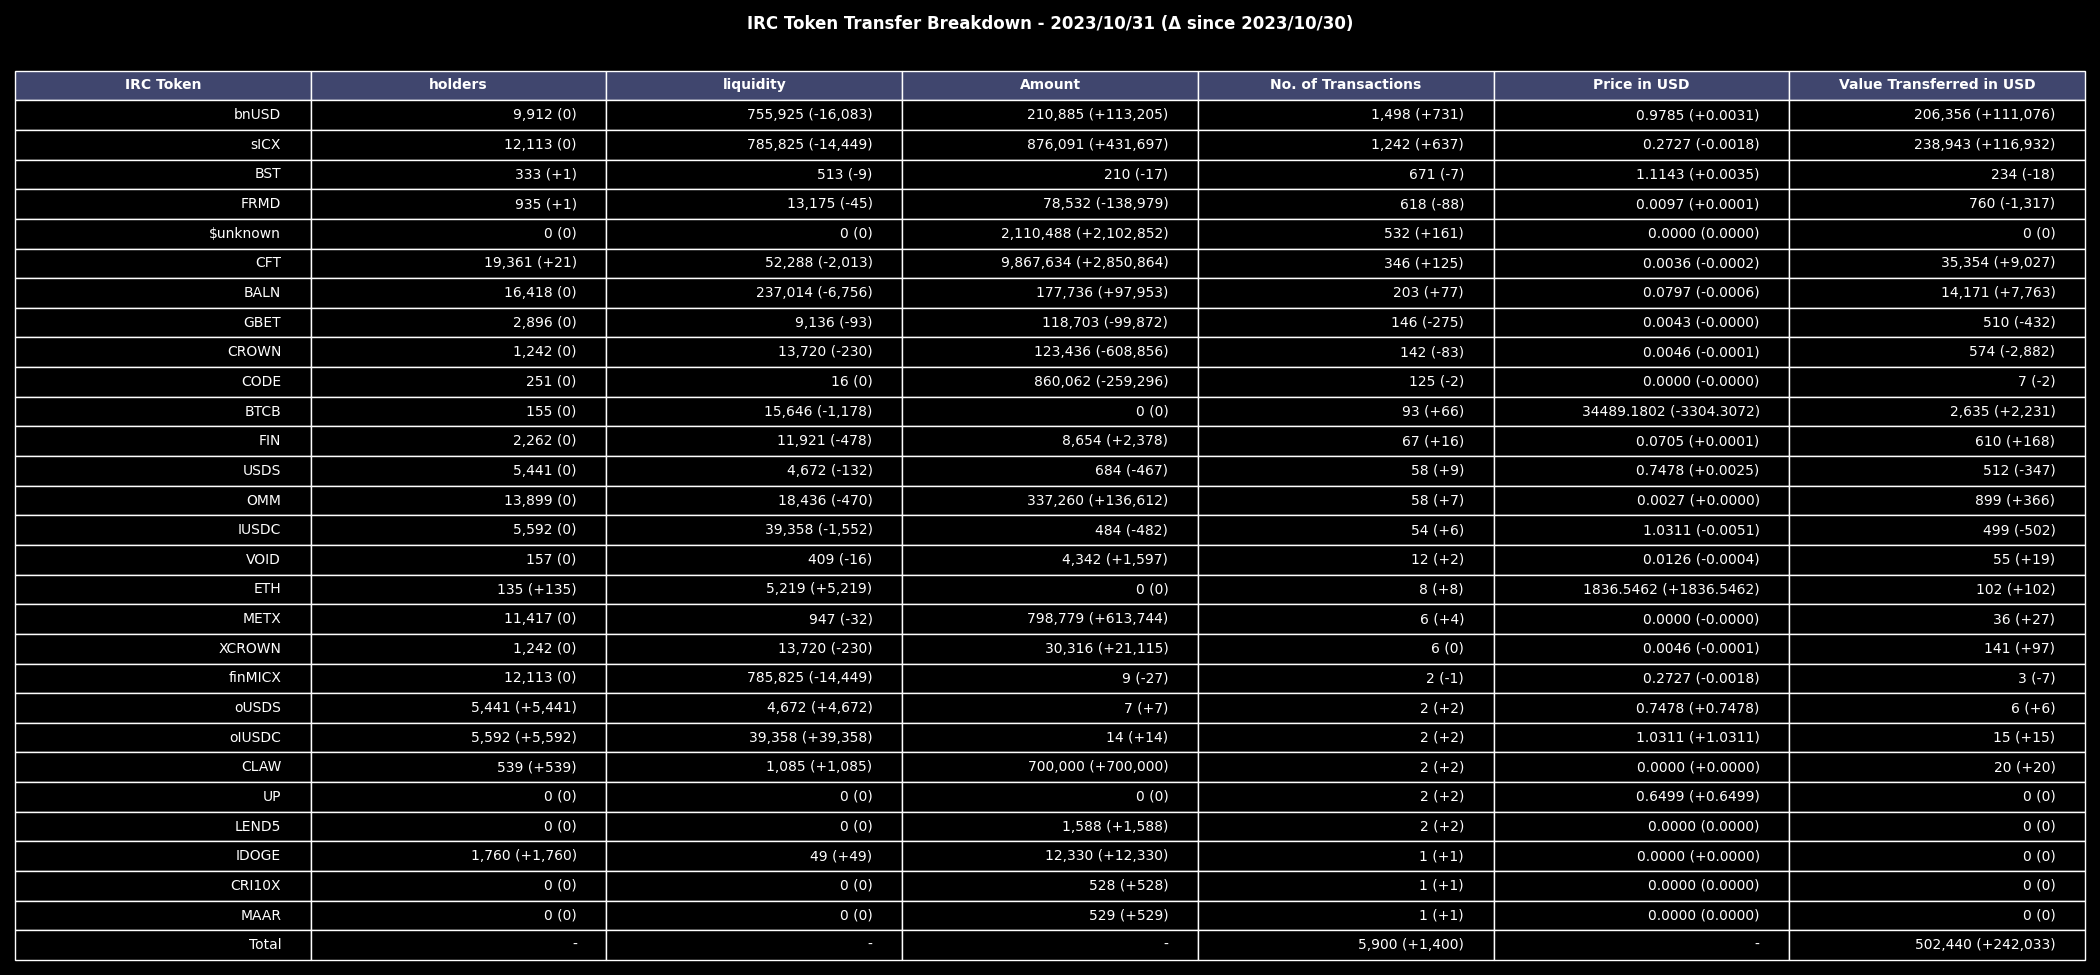 IRC Token Transfer Breakdown - 2023/10/31 (Δ since 2023/10/30)
IRC Token holders liquidity Amount No. of Transactions Price in USD Value Transferred in USD
bnUSD 9,912 (0) 755,925 (-16,083) 210,885 (+113,205) 1,498 (+731) 0.9785 (+0.0031) 206,356 (+111,076)
sICX 12,113 (0) 785,825 (-14,449) 876,091 (+431,697) 1,242 (+637) 0.2727 (-0.0018) 238,943 (+116,932)
BST 333 (+1) 513 (-9) 210 (-17) 671 (-7) 1.1143 (+0.0035) 234 (-18)
FRMD 935 (+1) 13,175 (-45) 78,532 (-138,979) 618 (-88) 0.0097 (+0.0001) 760 (-1,317)
$unknown 0 (0) 0 (0) 2,110,488 (+2,102,852) 532 (+161) 0.0000 (0.0000) 0 (0)
CFT 19,361 (+21) 52,288 (-2,013) 9,867,634 (+2,850,864) 346 (+125) 0.0036 (-0.0002) 35,354 (+9,027)
BALN 16,418 (0) 237,014 (-6,756) 177,736 (+97,953) 203 (+77) 0.0797 (-0.0006) 14,171 (+7,763)
GBET 2,896 (0) 9,136 (-93) 118,703 (-99,872) 146 (-275) 0.0043 (-0.0000) 510 (-432)
CROWN 1,242 (0) 13,720 (-230) 123,436 (-608,856) 142 (-83) 0.0046 (-0.0001) 574 (-2,882)
CODE 251 (0) 16 (0) 860,062 (-259,296) 125 (-2) 0.0000 (-0.0000) 7 (-2)
BTCB 155 (0) 15,646 (-1,178) 0 (0) 93 (+66) 34489.1802 (-3304.3072) 2,635 (+2,231)
FIN 2,262 (0) 11,921 (-478) 8,654 (+2,378) 67 (+16) 0.0705 (+0.0001) 610 (+168)
USDS 5,441 (0) 4,672 (-132) 684 (-467) 58 (+9) 0.7478 (+0.0025) 512 (-347)
OMM 13,899 (0) 18,436 (-470) 337,260 (+136,612) 58 (+7) 0.0027 (+0.0000) 899 (+366)
IUSDC 5,592 (0) 39,358 (-1,552) 484 (-482) 54 (+6) 1.0311 (-0.0051) 499 (-502)
VOID 157 (0) 409 (-16) 4,342 (+1,597) 12 (+2) 0.0126 (-0.0004) 55 (+19)
ETH 135 (+135) 5,219 (+5,219) 0 (0) 8 (+8) 1836.5462 (+1836.5462) 102 (+102)
METX 11,417 (0) 947 (-32) 798,779 (+613,744) 6 (+4) 0.0000 (-0.0000) 36 (+27)
XCROWN 1,242 (0) 13,720 (-230) 30,316 (+21,115) 6 (0) 0.0046 (-0.0001) 141 (+97)
finMICX 12,113 (0) 785,825 (-14,449) 9 (-27) 2 (-1) 0.2727 (-0.0018) 3 (-7)
oUSDS 5,441 (+5,441) 4,672 (+4,672) 7 (+7) 2 (+2) 0.7478 (+0.7478) 6 (+6)
oIUSDC 5,592 (+5,592) 39,358 (+39,358) 14 (+14) 2 (+2) 1.0311 (+1.0311) 15 (+15)
CLAW 539 (+539) 1,085 (+1,085) 700,000 (+700,000) 2 (+2) 0.0000 (+0.0000) 20 (+20)
UP 0 (0) 0 (0) 0 (0) 2 (+2) 0.6499 (+0.6499) 0 (0)
LEND5 0 (0) 0 (0) 1,588 (+1,588) 2 (+2) 0.0000 (0.0000) 0 (0)
IDOGE 1,760 (+1,760) 49 (+49) 12,330 (+12,330) 1 (+1) 0.0000 (+0.0000) 0 (0)
CRI10X 0 (0) 0 (0) 528 (+528) 1 (+1) 0.0000 (0.0000) 0 (0)
MAAR 0 (0) 0 (0) 529 (+529) 1 (+1) 0.0000 (0.0000) 0 (0)
Total - - - 5,900 (+1,400) - 502,440 (+242,033)